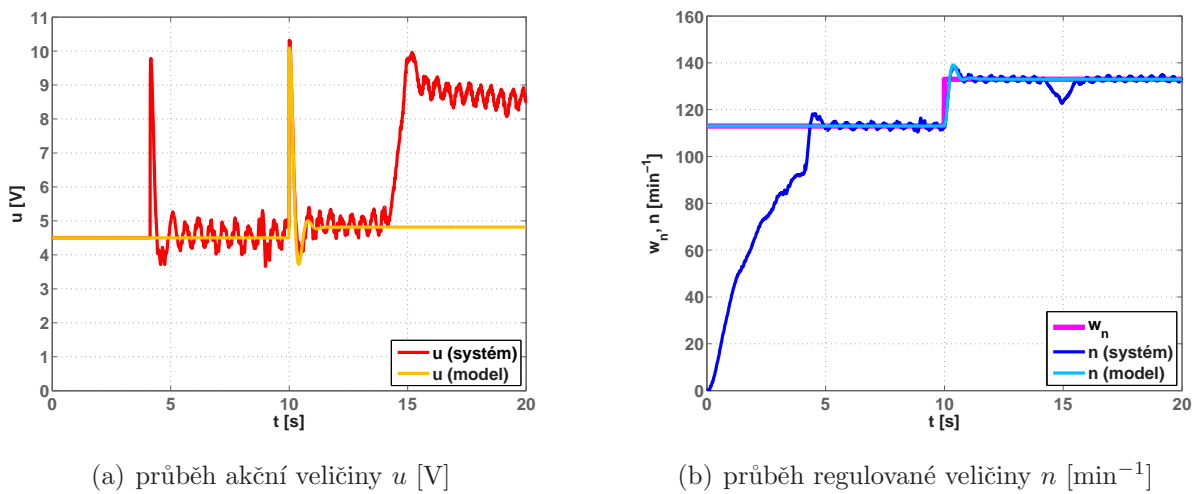 11
10
9
8
7
6
5
4
3
2
1
0
u [V]
0 5 10 15 20
t [s]
u (systém)
u (model)
(a) průběh akční veličiny u [V]
160
140
120
100
80
60
40
20
0
wₙ, n [min⁻¹]
0 5 10 15 20
t [s]
wₙ
n (systém)
n (model)
(b) průběh regulované veličiny n [min⁻¹]